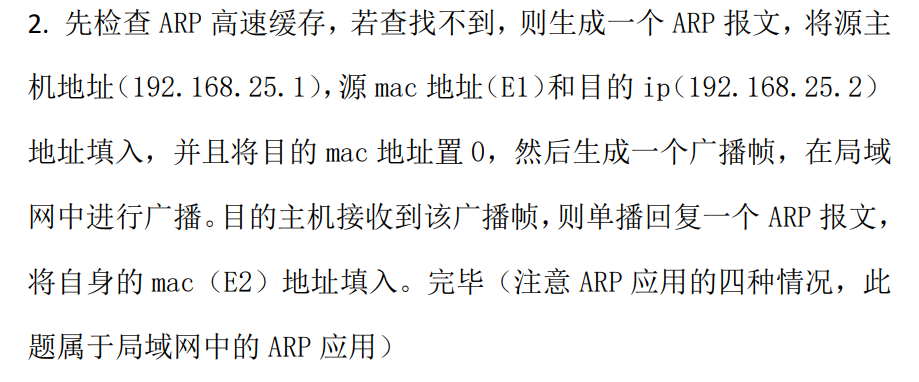 2. 先检查 ARP 高速缓存，若查找不到，则生成一个 ARP 报文，将源主
机地址(192.168.25.1)，源 mac 地址(E1)和目的 ip(192.168.25.2)
地址填入，并且将目的 mac 地址置 0，然后生成一个广播帧，在局域
网中进行广播。目的主机接收到该广播帧，则单播回复一个 ARP 报文，
将自身的 mac（E2）地址填入。完毕（注意 ARP 应用的四种情况，此
题属于局域网中的 ARP 应用）